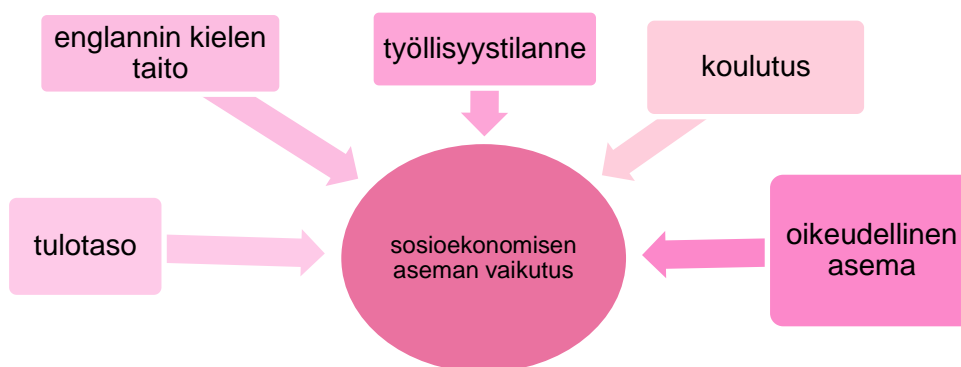 englannin kielen
taito
työllisyystilanne
koulutus
tulotaso
sosioekonomisen
aseman vaikutus
oikeudellinen
asema